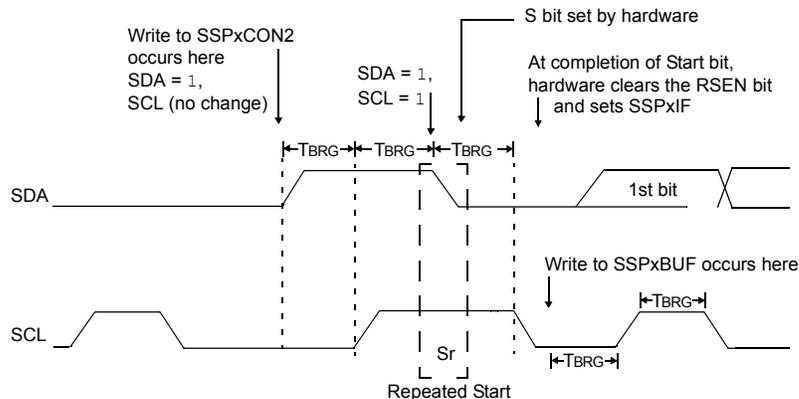 S bit set by hardware
Write to SSPxCON2
occurs here
SDA = 1,
SCL (no change)
SDA = 1,
SCL = 1
At completion of Start bit,
hardware clears the RSEN bit
and sets SSPxIF
TBRG TBRG TBRG
SDA
1st bit
Write to SSPxBUF occurs here
TBRG
SCL
Sr
TBRG
Repeated Start